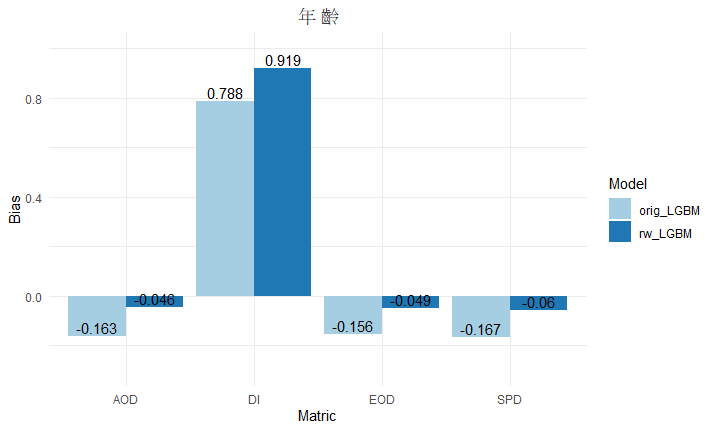 年齡
0.919
0.788
0.8
0.4
0.0
Bias
-0.046
-0.049
-0.06
-0.163
-0.156
-0.167
AOD
DI
EOD
SPD
Matric
Model
orig_LGBM
rw_LGBM